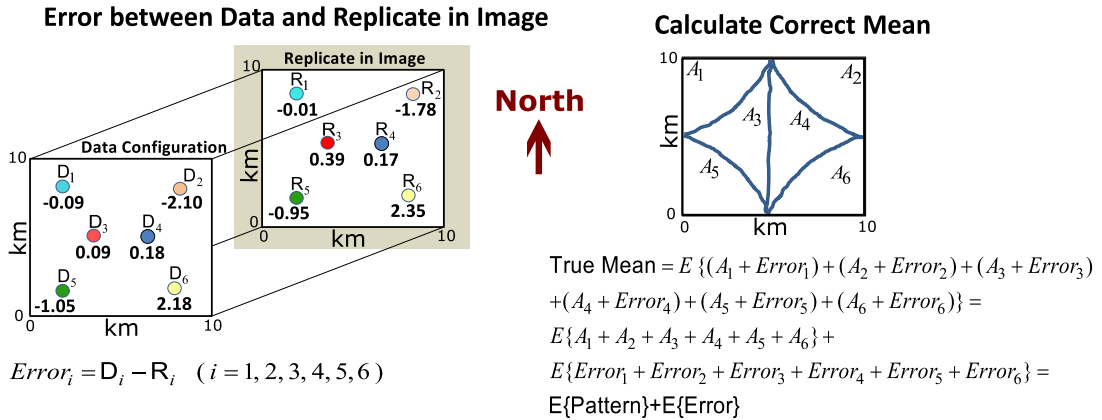 Error between Data and Replicate in Image
Replicate in Image
10
R1
-0.01
R2
-1.78
R3
0.39
R4
0.17
R5
-0.95
R6
2.35
km
0
0
km
10
Data Configuration
10
D1
-0.09
D2
-2.10
D3
0.09
D4
0.18
D5
-1.05
D6
2.18
km
0
0
km
10
Error_i = D_i − R_i ( i = 1, 2, 3, 4, 5, 6 )
North
Calculate Correct Mean
10
A1
A2
A3
A4
A5
A6
km
0
0
km
10
True Mean = E {(A1 + Error1) + (A2 + Error2) + (A3 + Error3)
+(A4 + Error4) + (A5 + Error5) + (A6 + Error6)} =
E{A1 + A2 + A3 + A4 + A5 + A6} +
E{Error1 + Error2 + Error3 + Error4 + Error5 + Error6} =
E{Pattern}+E{Error}